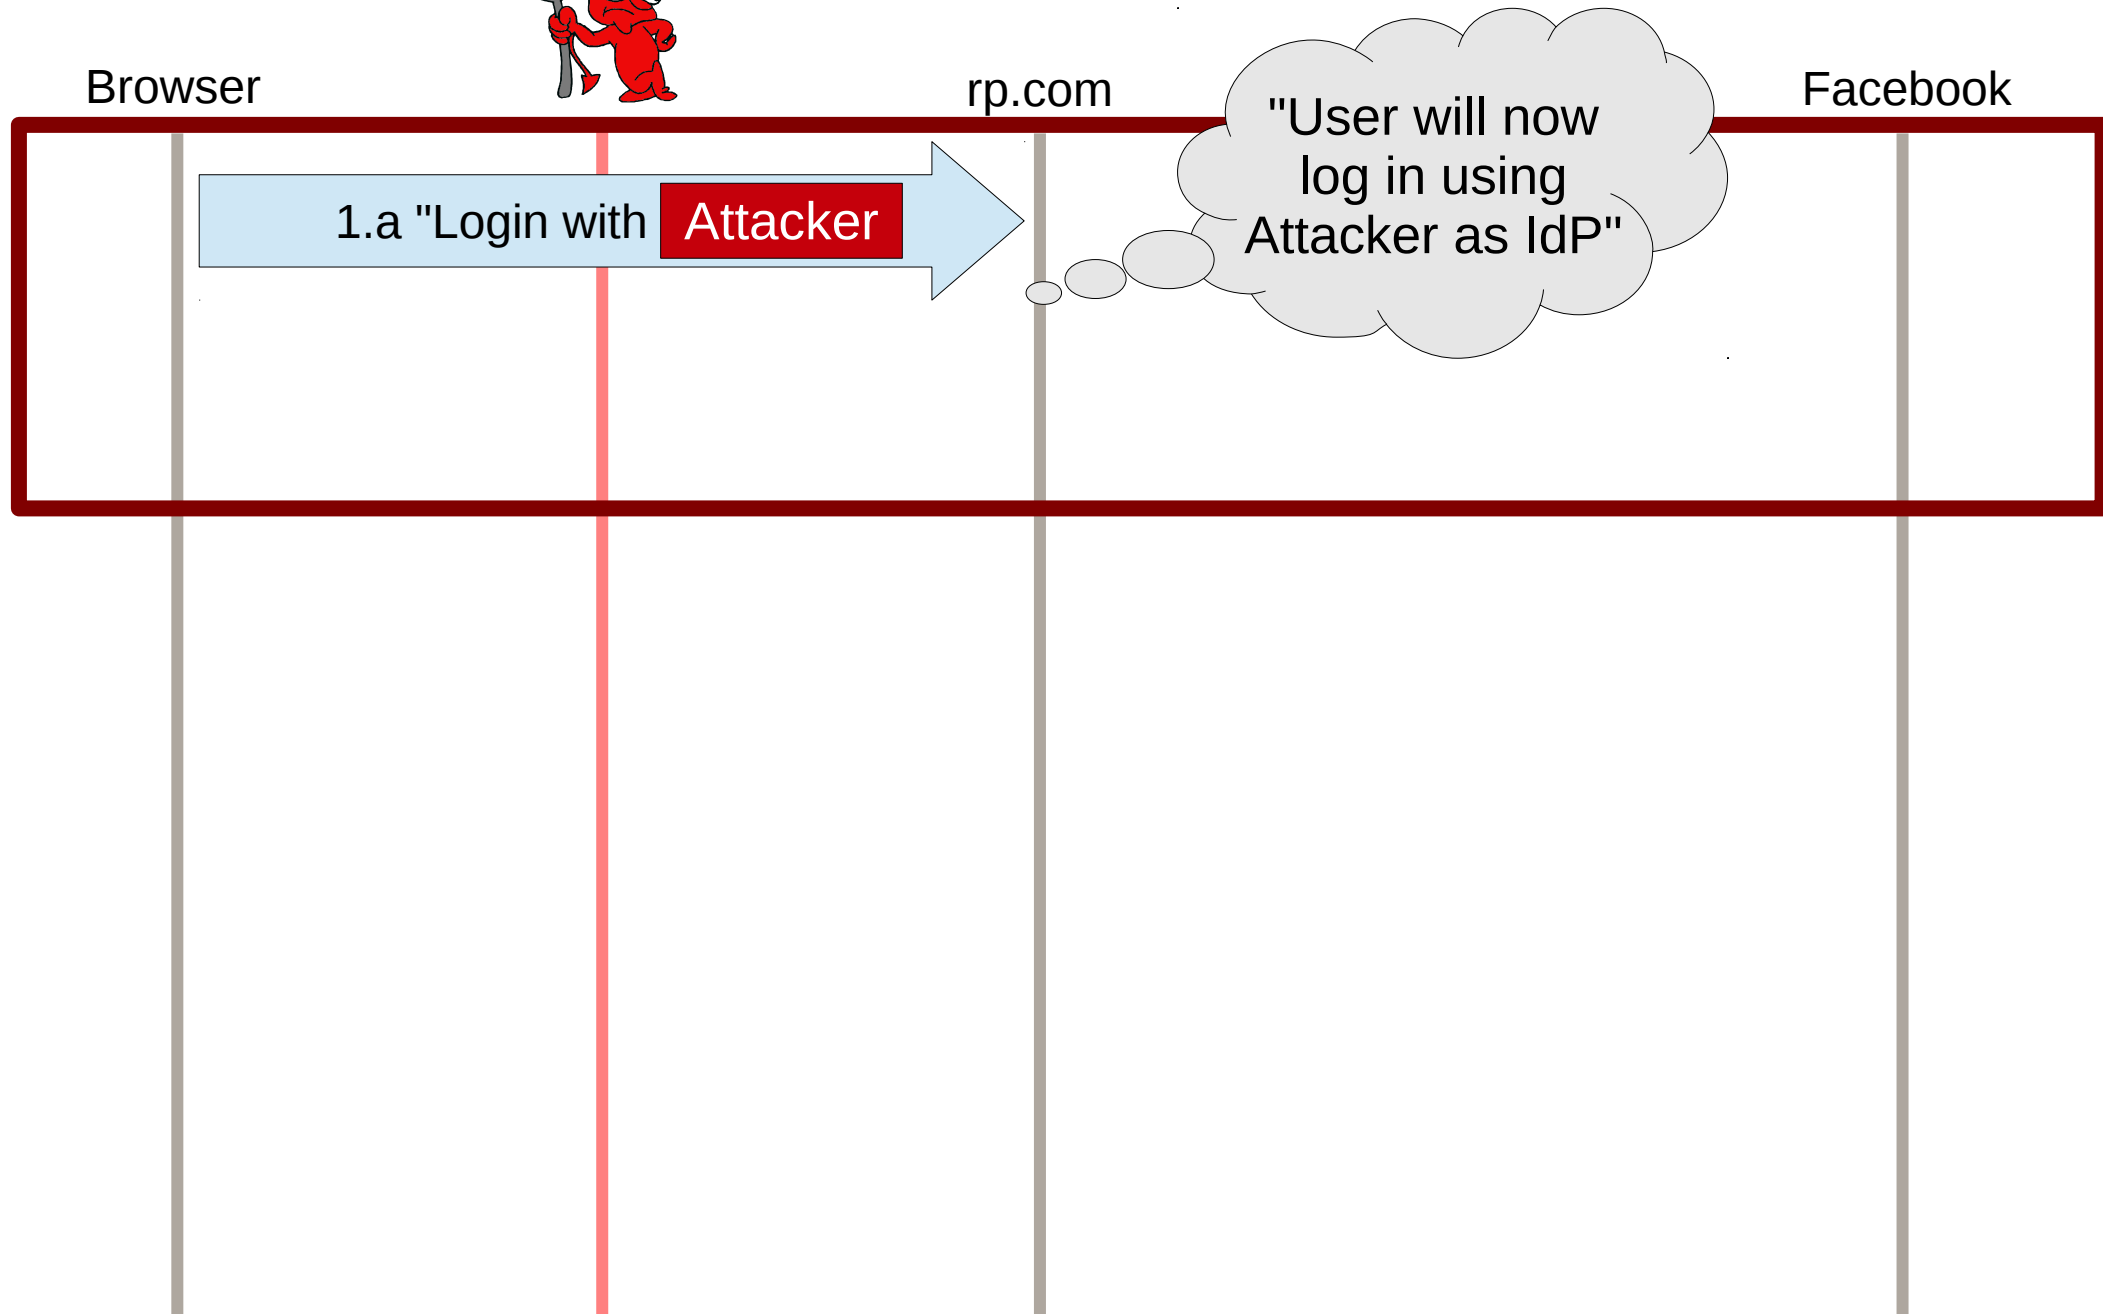 Browser
rp.com
Facebook
"User will now
log in using
Attacker as IdP"
1.a "Login with Attacker